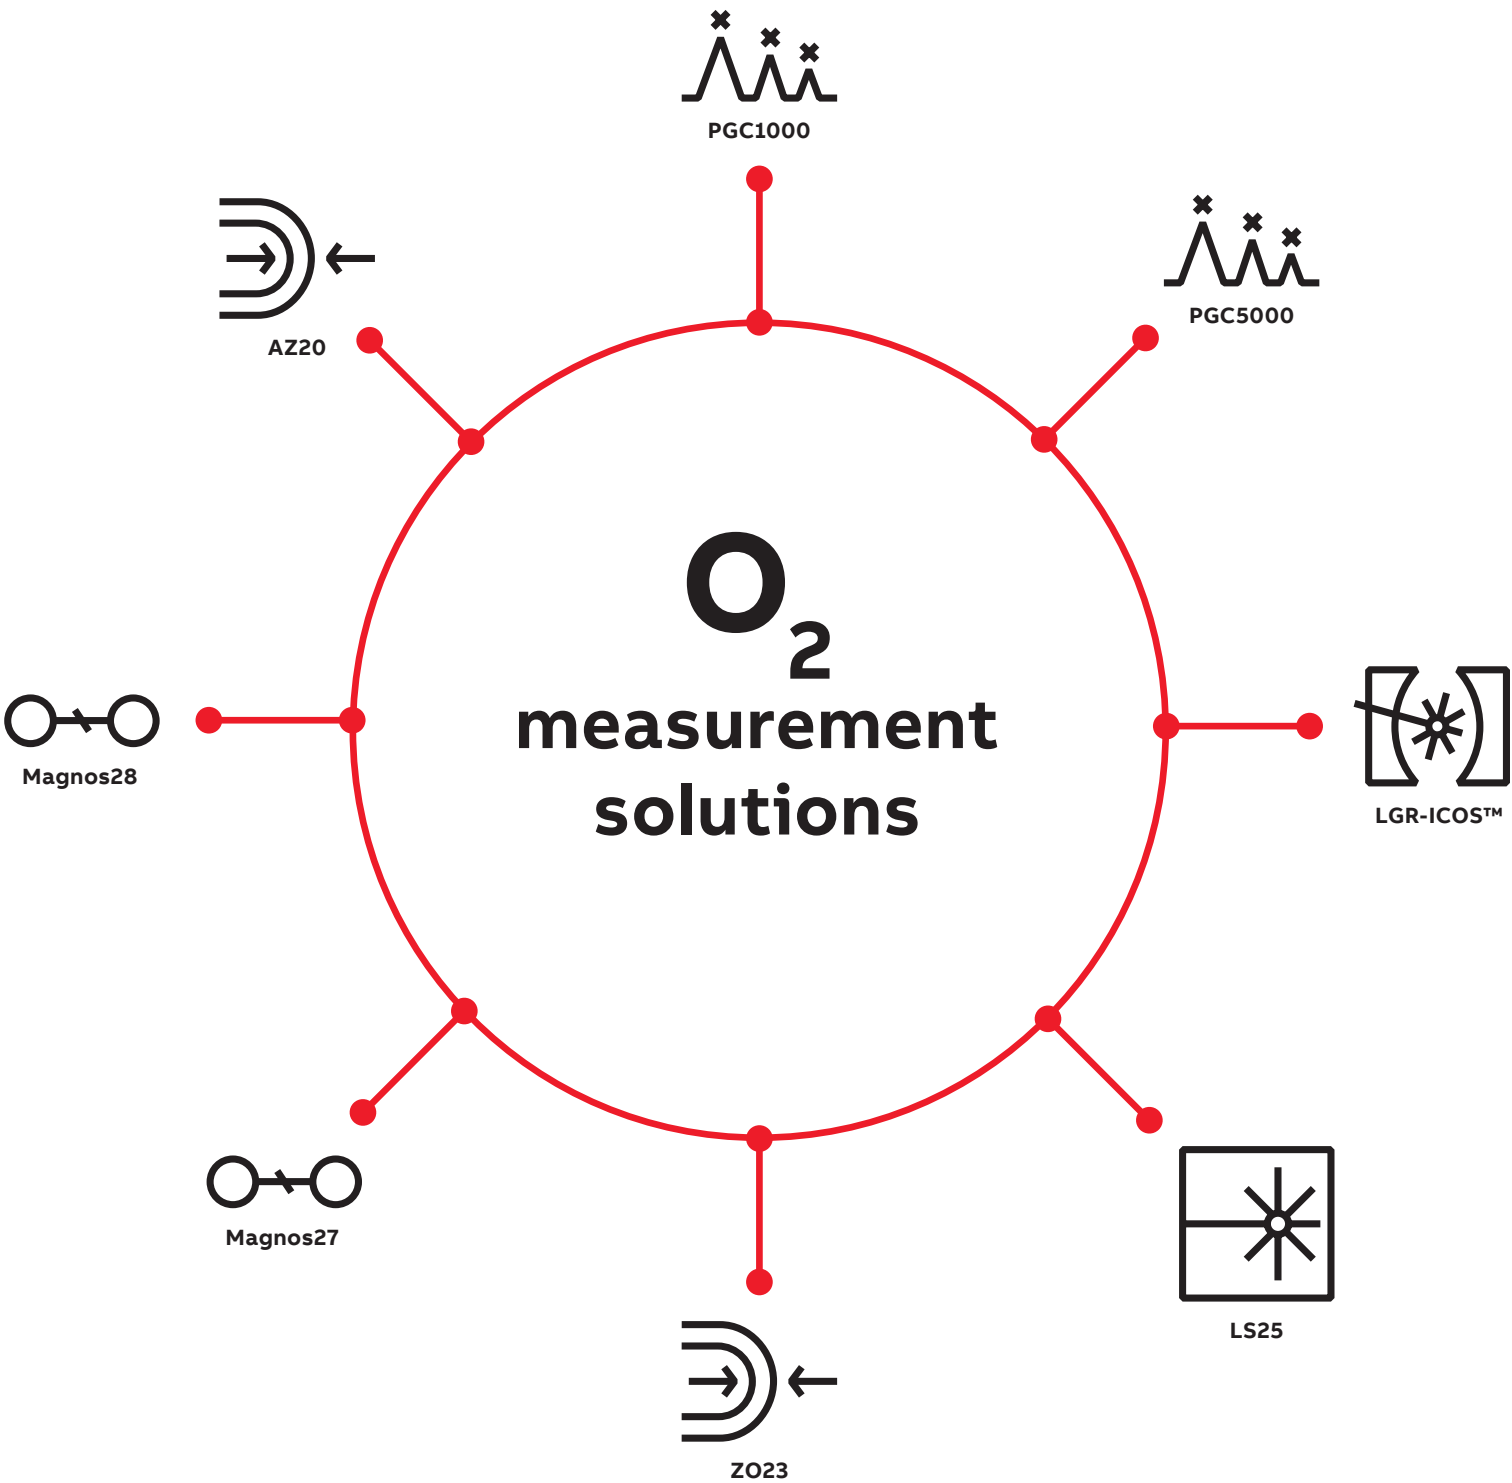 PGC1000
PGC5000
AZ20
O₂
measurement
solutions
Magnos28
LGR-ICOS™
Magnos27
LS25
ZO23